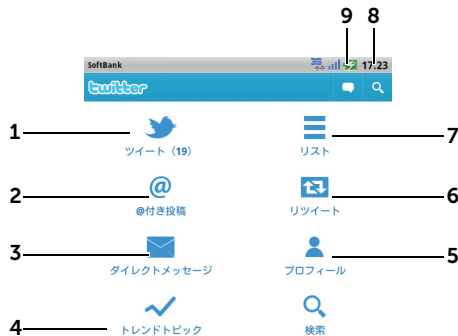 9 8
SoftBank 3G 17:23
twitter
1 7
ツイート（19） リスト
2 @ 6
@付き投稿 リツイート
3 5
ダイレクトメッセージ プロフィール
4
トレンドトピック 検索